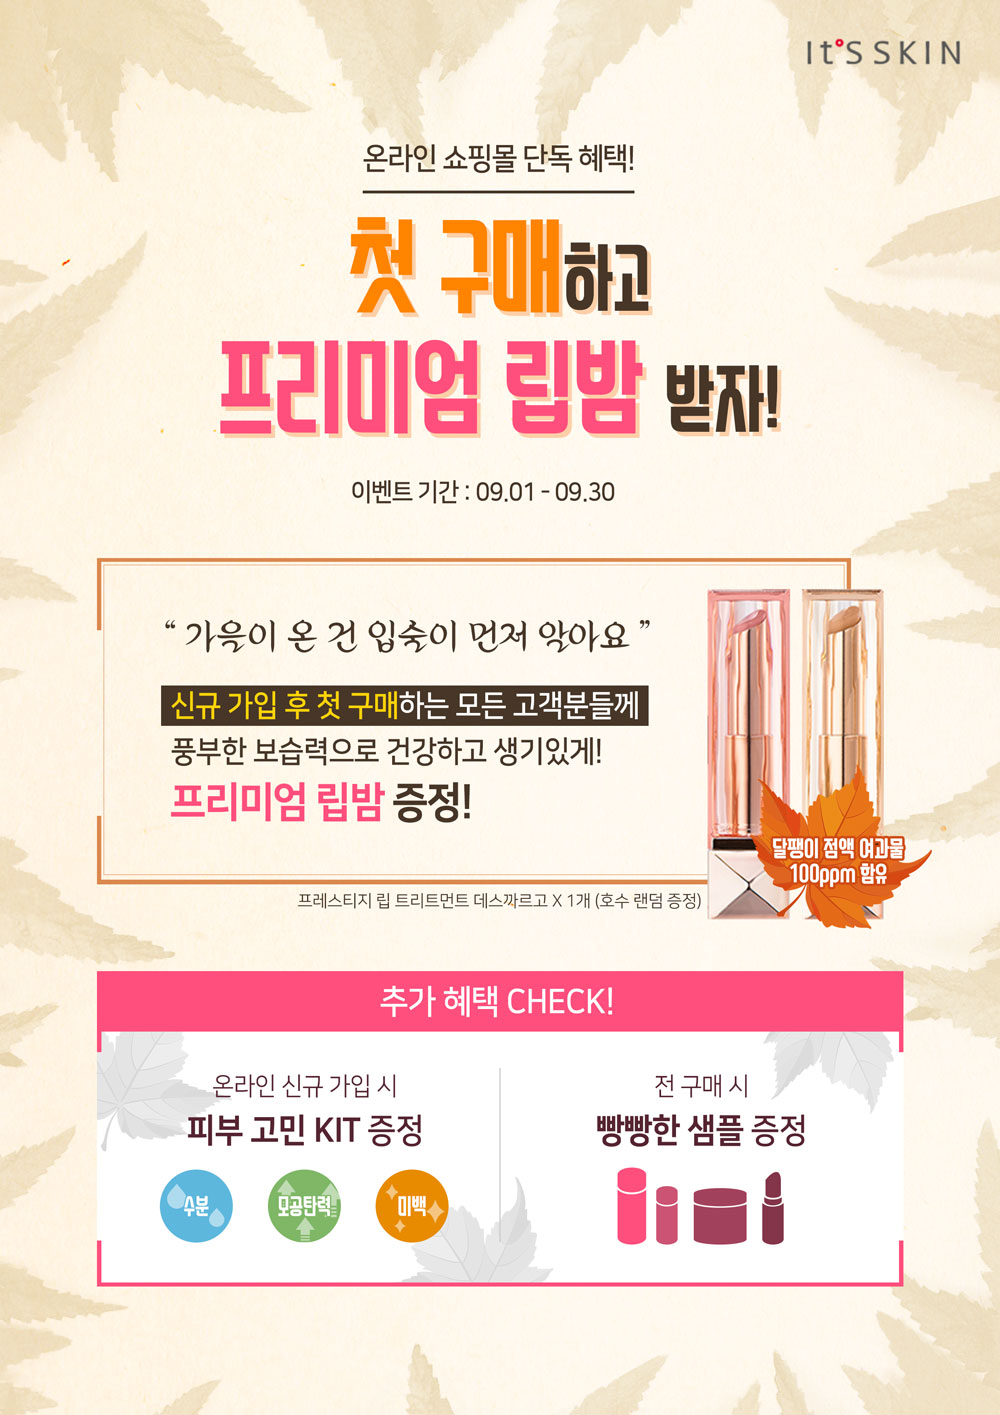 It'S SKIN
온라인 쇼핑몰 단독 혜택!
첫 구매하고
프리미엄 립밤 받자!
이벤트 기간 : 09.01 - 09.30
“ 가을이 온 건 입술이 먼저 알아요 ”
신규 가입 후 첫 구매하는 모든 고객분들께
풍부한 보습력으로 건강하고 생기있게!
프리미엄 립밤 증정!
달팽이 점액 여과물
100ppm 함유
프레스티지 립 트리트먼트 데스까르고 X 1개 (호수 랜덤 증정)
추가 혜택 CHECK!
온라인 신규 가입 시
피부 고민 KIT 증정
수분 모공탄력 미백
전 구매 시
빵빵한 샘플 증정